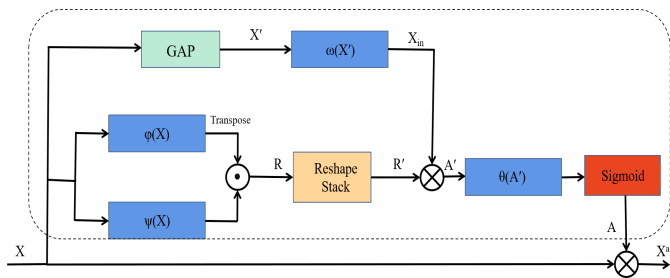 GAP
X′
ω(X′)
X_in
φ(X)
Transpose
R
Reshape
Stack
R′
A′
θ(A′)
Sigmoid
ψ(X)
X
A
X^a